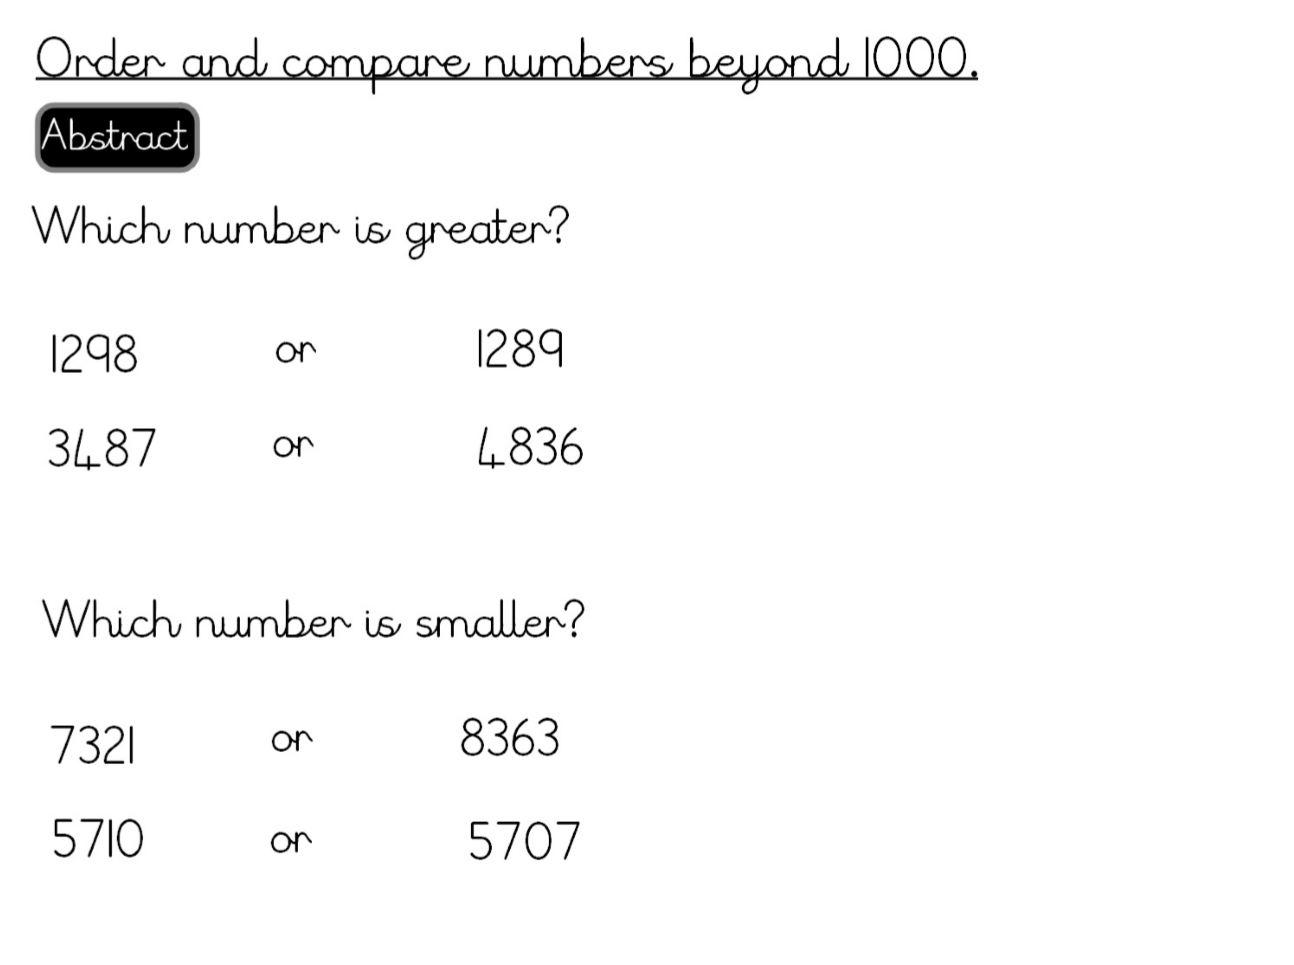 Order and compare numbers beyond 1000.
Abstract
Which number is greater?
1298 or 1289
3487 or 4836
Which number is smaller?
7321 or 8363
5710 or 5707